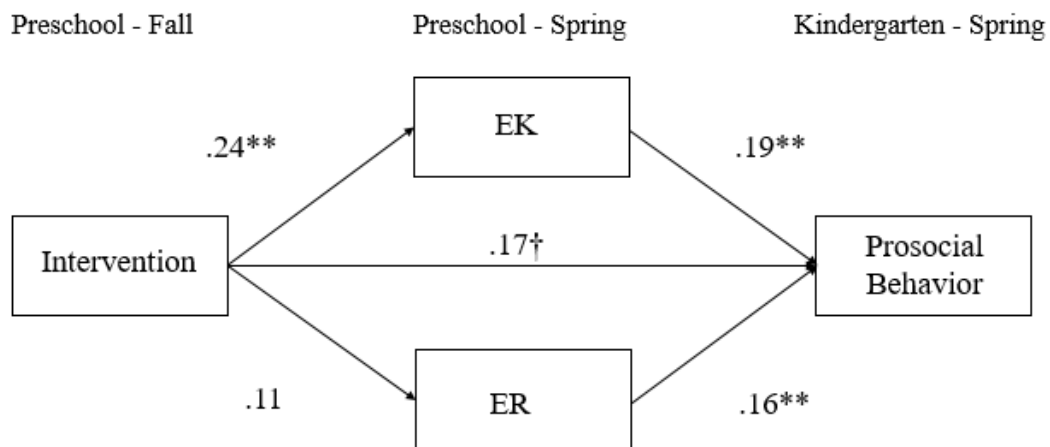 Preschool - Fall
Preschool - Spring
Kindergarten - Spring
EK
.24**
.19**
Intervention
.17†
Prosocial
Behavior
.11
ER
.16**